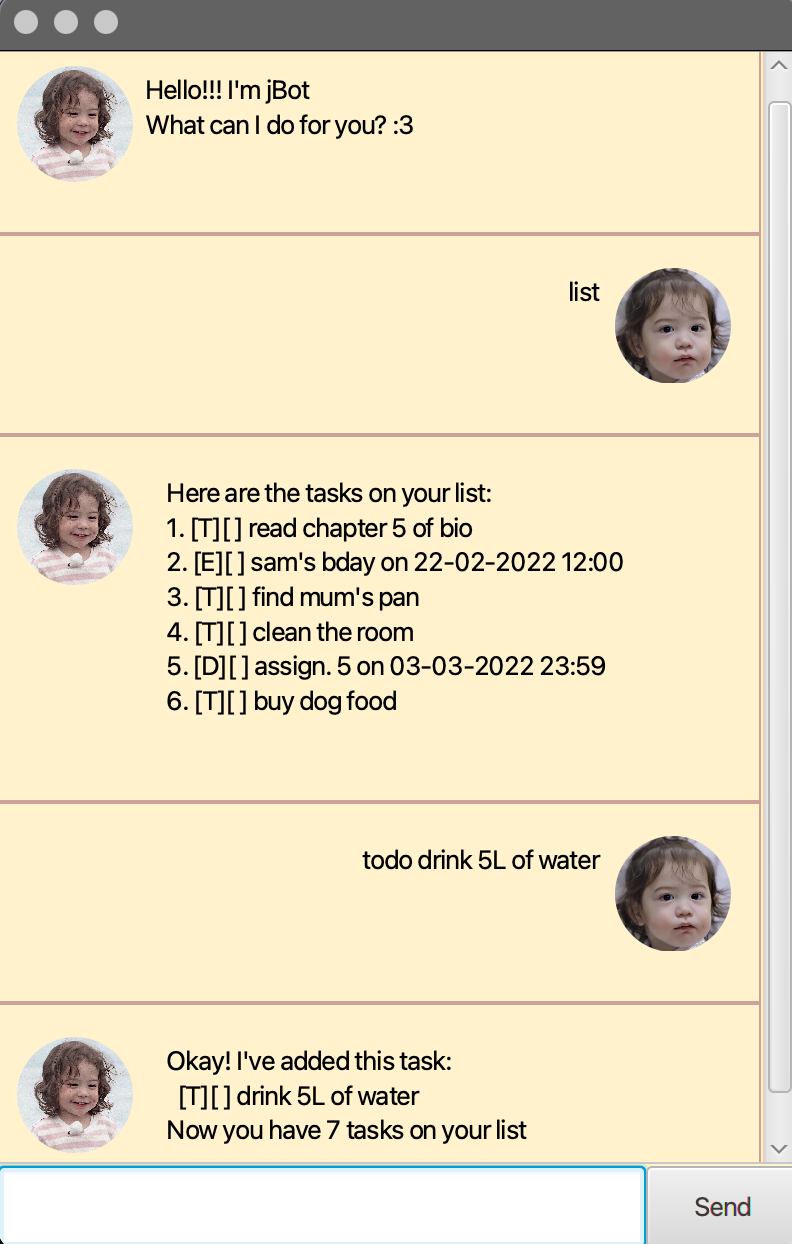 Hello!!! I'm jBot
What can I do for you? :3
list
Here are the tasks on your list:
1. [T][ ] read chapter 5 of bio
2. [E][ ] sam's bday on 22-02-2022 12:00
3. [T][ ] find mum's pan
4. [T][ ] clean the room
5. [D][ ] assign. 5 on 03-03-2022 23:59
6. [T][ ] buy dog food
todo drink 5L of water
Okay! I've added this task:
[T][ ] drink 5L of water
Now you have 7 tasks on your list
Send